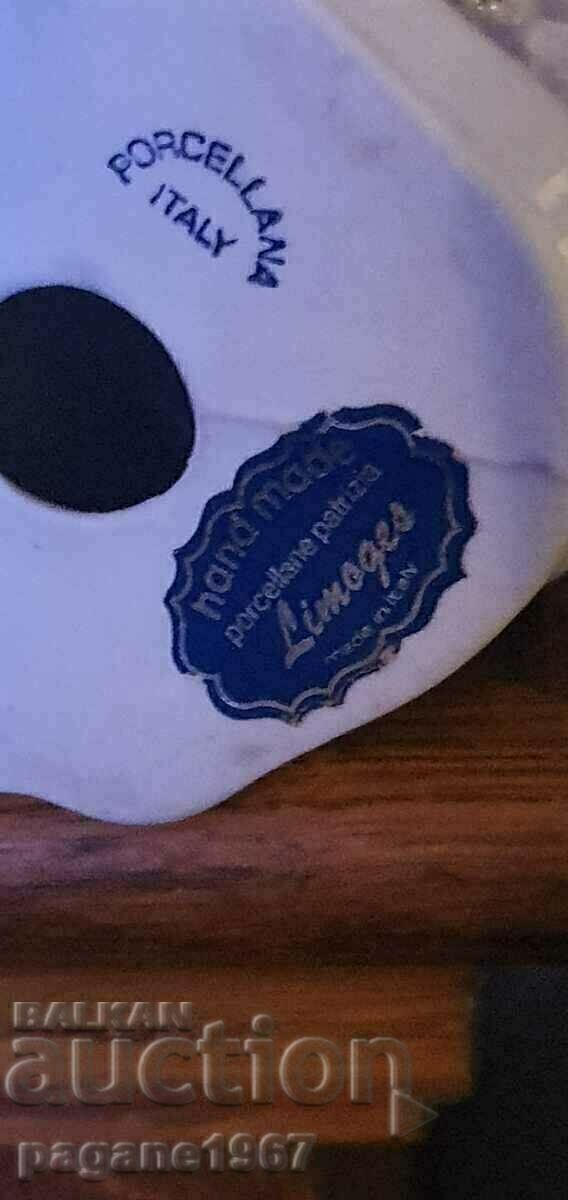 PORCELLANA
ITALY
hand made
porcellane patrizia
Limoges
made in italy
BALKAN
auction
pagane1967